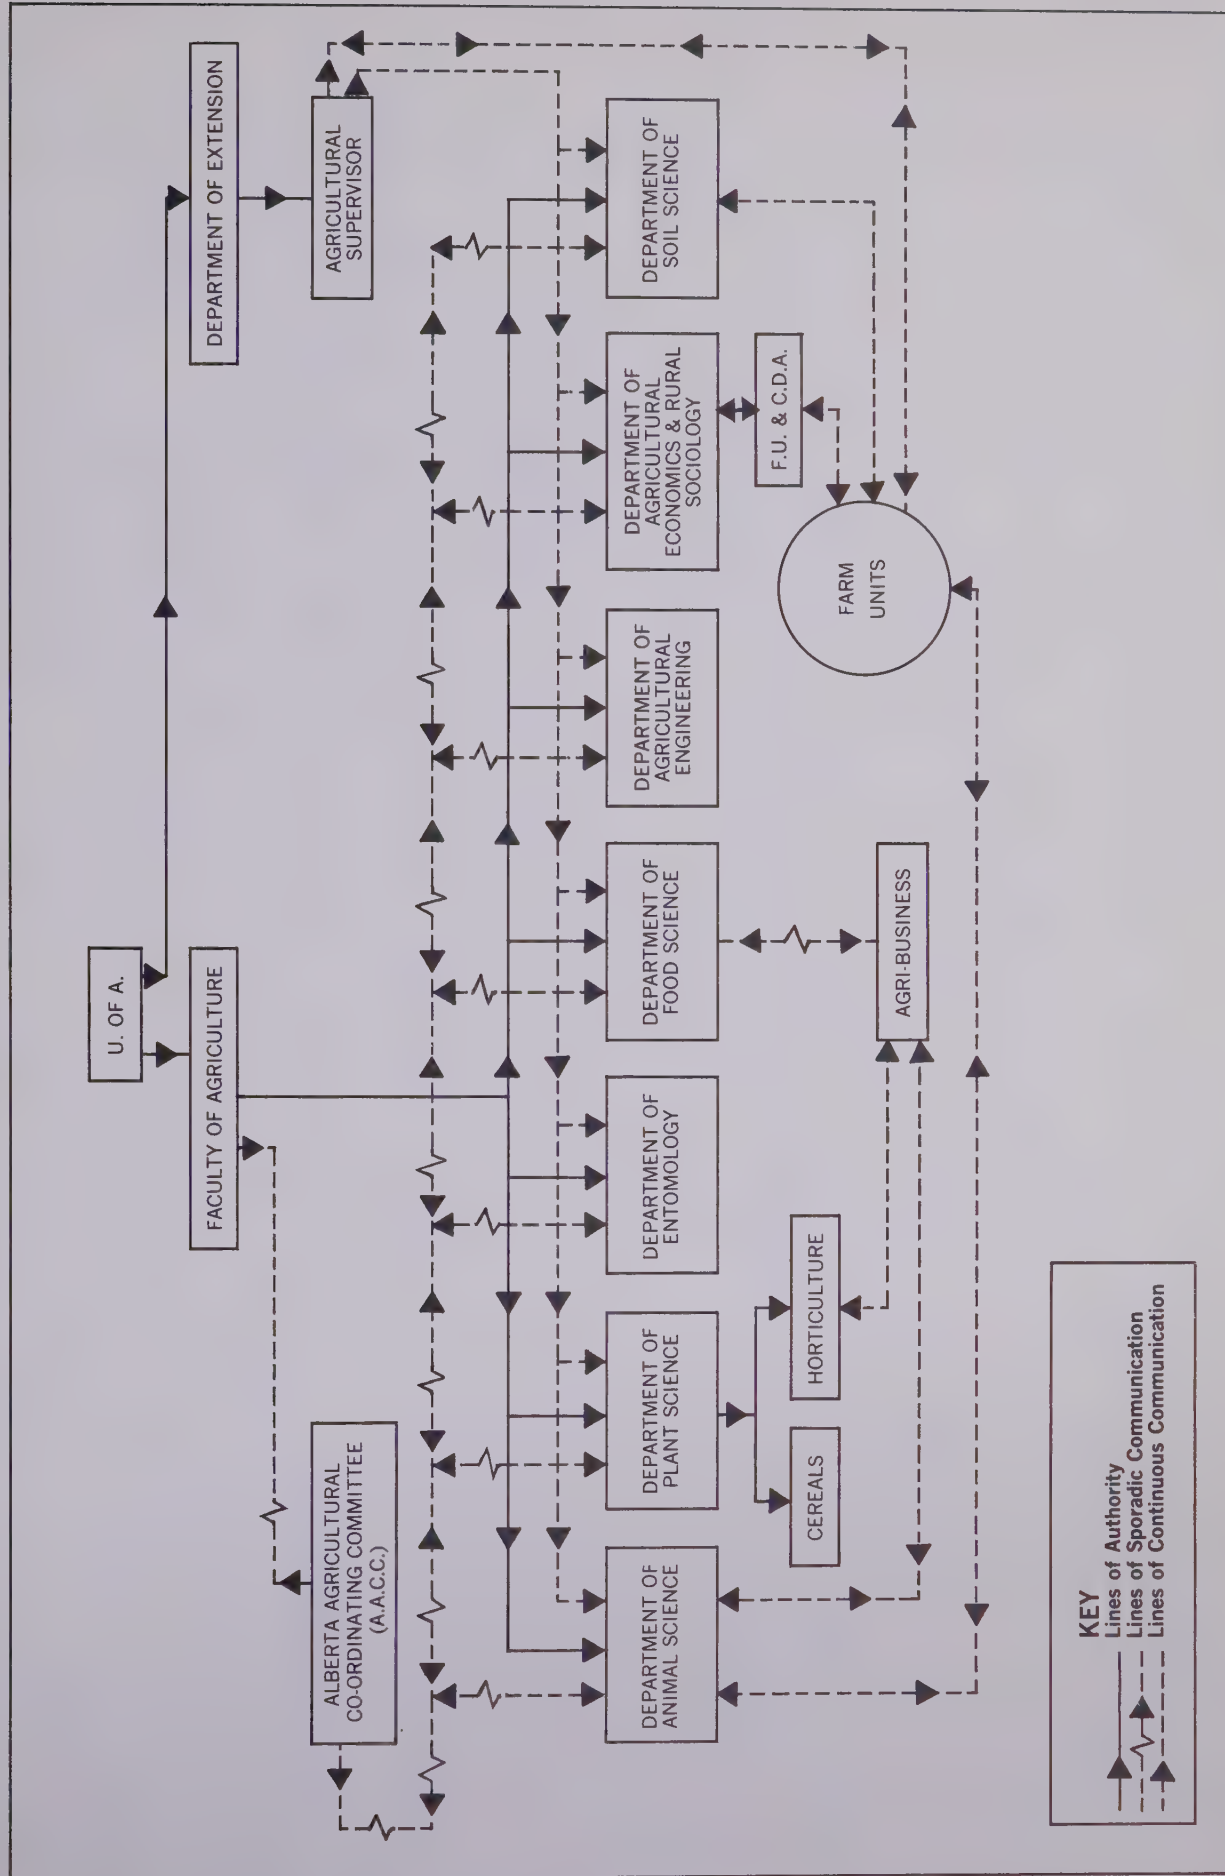 U. OF A.
FACULTY OF AGRICULTURE
DEPARTMENT OF EXTENSION
ALBERTA AGRICULTURAL
CO-ORDINATING COMMITTEE
(A.A.C.C.)
AGRICULTURAL
SUPERVISOR
DEPARTMENT OF
ANIMAL SCIENCE
DEPARTMENT OF
PLANT SCIENCE
DEPARTMENT OF
ENTOMOLOGY
DEPARTMENT OF
FOOD SCIENCE
DEPARTMENT OF
AGRICULTURAL
ENGINEERING
DEPARTMENT OF
AGRICULTURAL
ECONOMICS & RURAL
SOCIOLOGY
DEPARTMENT OF
SOIL SCIENCE
CEREALS
HORTICULTURE
F.U. & C.D.A.
AGRI-BUSINESS
FARM
UNITS
KEY
Lines of Authority
Lines of Sporadic Communication
Lines of Continuous Communication